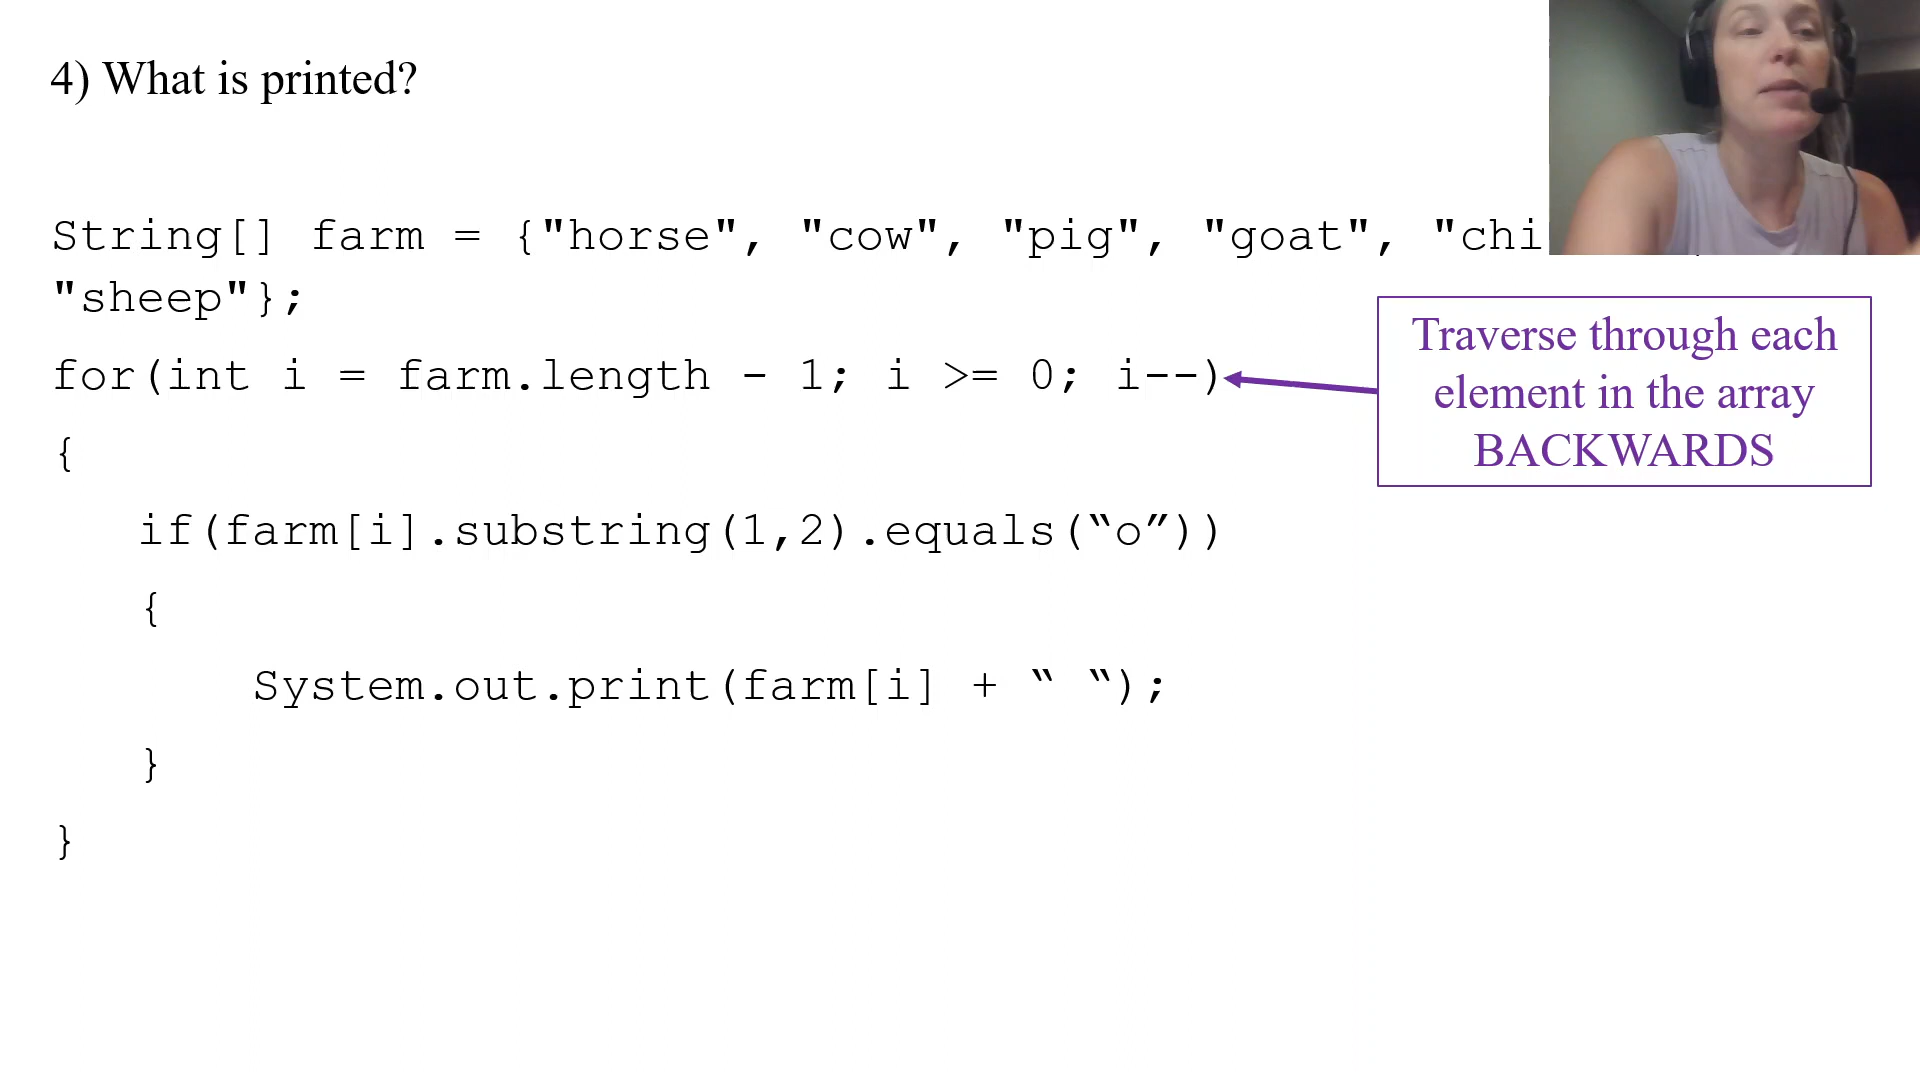 4) What is printed?
String[] farm = {"horse", "cow", "pig", "goat", "chi
"sheep"};
for(int i = farm.length - 1; i >= 0; i--)
{
if(farm[i].substring(1,2).equals(“o”))
{
System.out.print(farm[i] + “ “);
}
}
Traverse through each
element in the array
BACKWARDS